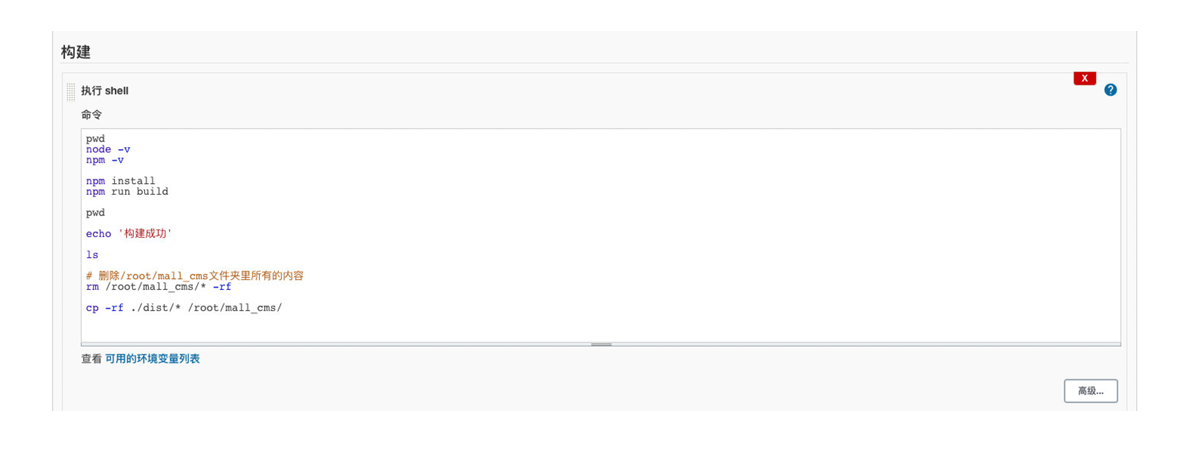 构建
X
执行 shell
?
命令
pwd
node -v
npm -v
npm install
npm run build
pwd
echo '构建成功'
ls
# 删除/root/mall_cms文件夹里所有的内容
rm /root/mall_cms/* -rf
cp -rf ./dist/* /root/mall_cms/
查看 可用的环境变量列表
高级...